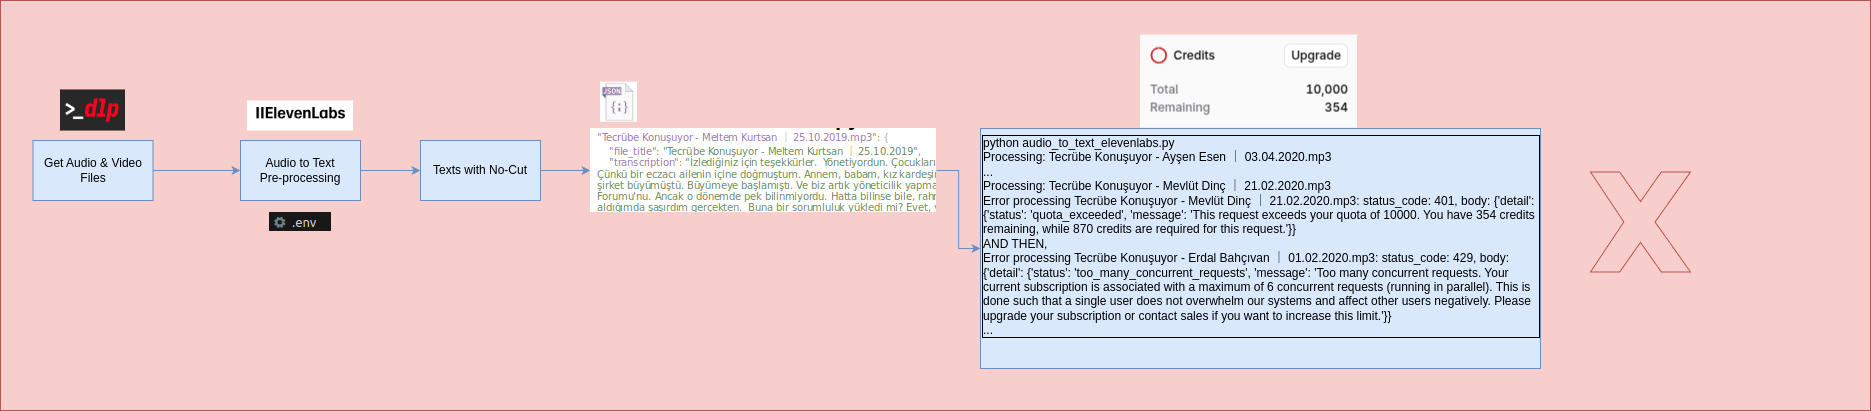 >_dlp
Get Audio & Video
Files
IIElevenLabs
Audio to Text
Pre-processing
.env
Texts with No-Cut
JSON
{;}
"Tecrübe Konuşuyor - Meltem Kurtsan ｜ 25.10.2019.mp3": {
"file_title": "Tecrübe Konuşuyor - Meltem Kurtsan ｜ 25.10.2019",
"transcription": "İzlediğiniz için teşekkürler. Yönetiyordun. Çocukları
Çünkü bir eczacı ailenin içine doğmuştum. Annem, babam, kız kardeşir
şirket büyümüştü. Büyümeye başlamıştı. Ve biz artık yöneticilik yapma
Forumu'nu. Ancak o dönemde pek bilinmiyordu. Hatta bilinse bile, rah
aldığımda şaşırdım gerçekten. Buna bir sorumluluk yükledi mi? Evet,
Credits
Upgrade
Total 10,000
Remaining 354
python audio_to_text_elevenlabs.py
Processing: Tecrübe Konuşuyor - Ayşen Esen ｜ 03.04.2020.mp3
...
Processing: Tecrübe Konuşuyor - Mevlüt Dinç ｜ 21.02.2020.mp3
Error processing Tecrübe Konuşuyor - Mevlüt Dinç ｜ 21.02.2020.mp3: status_code: 401, body: {'detail':
{'status': 'quota_exceeded', 'message': 'This request exceeds your quota of 10000. You have 354 credits
remaining, while 870 credits are required for this request.'}}
AND THEN,
Error processing Tecrübe Konuşuyor - Erdal Bahçıvan ｜ 01.02.2020.mp3: status_code: 429, body:
{'detail': {'status': 'too_many_concurrent_requests', 'message': 'Too many concurrent requests. Your
current subscription is associated with a maximum of 6 concurrent requests (running in parallel). This is
done such that a single user does not overwhelm our systems and affect other users negatively. Please
upgrade your subscription or contact sales if you want to increase this limit.'}}
...